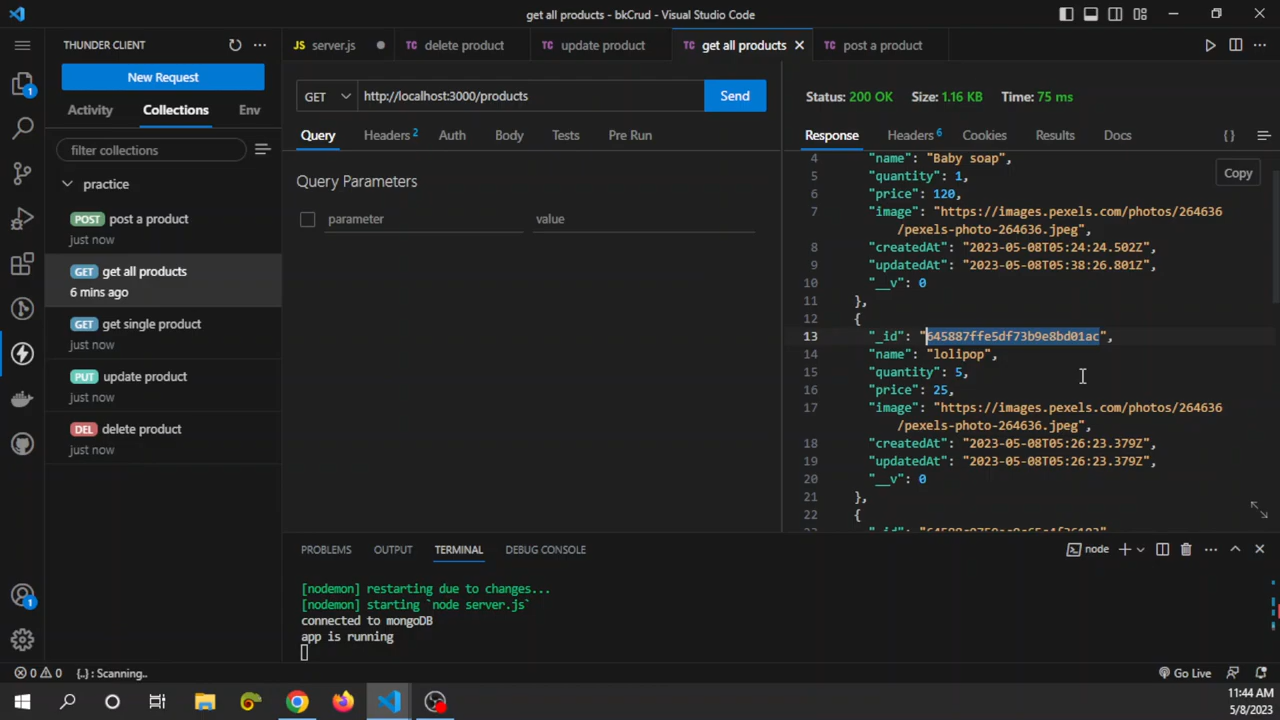 get all products - bkCrud - Visual Studio Code
THUNDER CLIENT
New Request
Activity
Collections
Env
filter collections
practice
POST post a product
just now
GET get all products
6 mins ago
GET get single product
just now
PUT update product
just now
DEL delete product
just now
1
1
JS server.js
TC delete product
TC update product
TC get all products
TC post a product
GET
http://localhost:3000/products
Send
Query
Headers 2
Auth
Body
Tests
Pre Run
Query Parameters
parameter
value
Status: 200 OK
Size: 1.16 KB
Time: 75 ms
Response
Headers 6
Cookies
Results
Docs
{}
Copy
4 "name": "Baby soap",
5 "quantity": 1,
6 "price": 120,
7 "image": "https://images.pexels.com/photos/264636
/pexels-photo-264636.jpeg",
8 "createdAt": "2023-05-08T05:24:24.502Z",
9 "updatedAt": "2023-05-08T05:38:26.801Z",
10 "__v": 0
11 },
12 {
13 "_id": "645887ffe5df73b9e8bd01ac",
14 "name": "lolipop",
15 "quantity": 5,
16 "price": 25,
17 "image": "https://images.pexels.com/photos/264636
/pexels-photo-264636.jpeg",
18 "createdAt": "2023-05-08T05:26:23.379Z",
19 "updatedAt": "2023-05-08T05:26:23.379Z",
20 "__v": 0
21 },
22 {
PROBLEMS
OUTPUT
TERMINAL
DEBUG CONSOLE
node
[nodemon] restarting due to changes...
[nodemon] starting `node server.js`
connected to mongoDB
app is running
0 0 {..} : Scanning..
Go Live
11:44 AM
5/8/2023